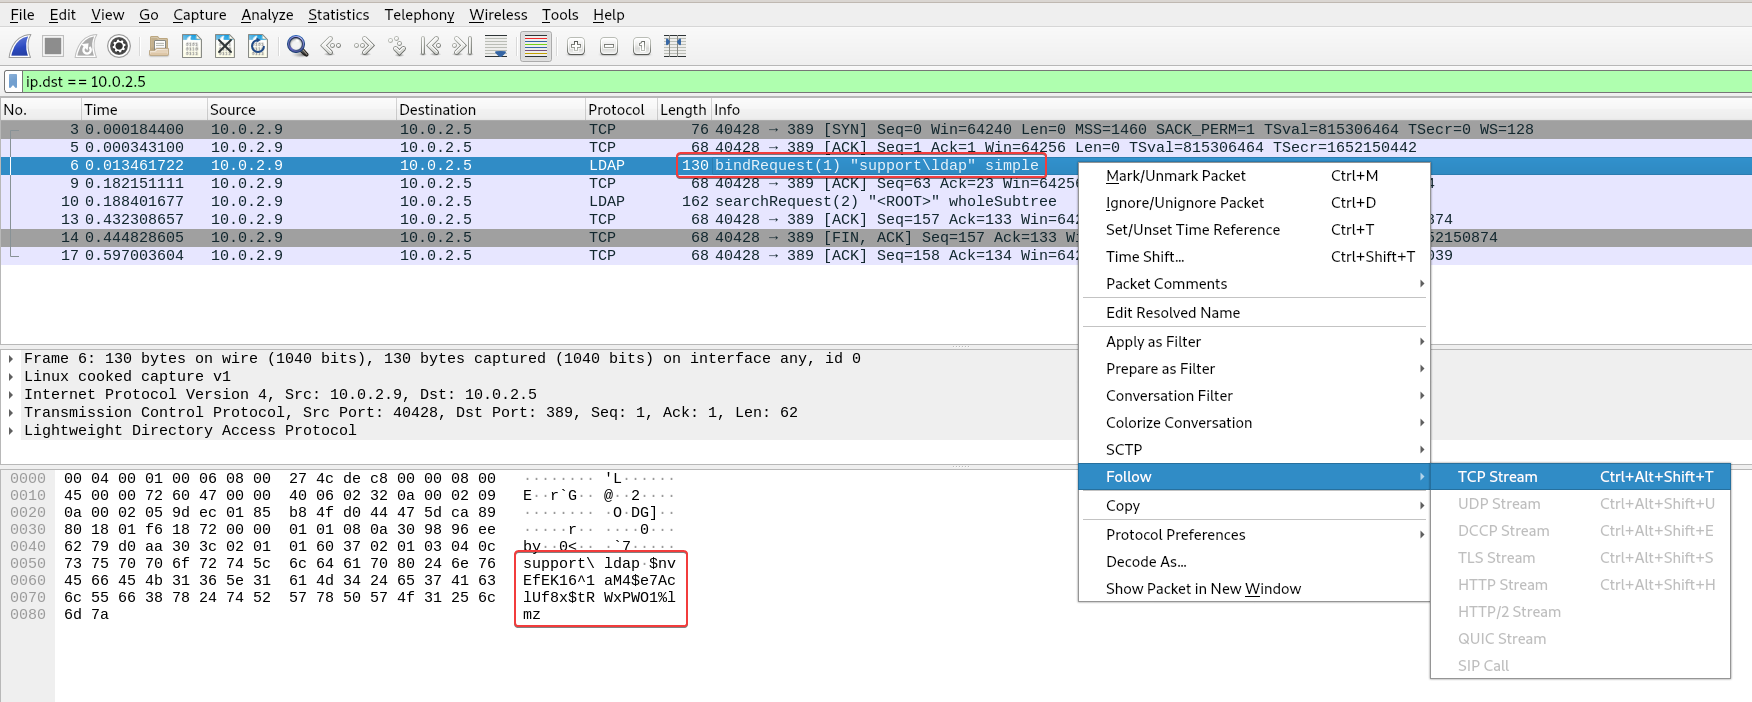 File Edit View Go Capture Analyze Statistics Telephony Wireless Tools Help
ip.dst == 10.0.2.5
No. Time Source Destination Protocol Length Info
3 0.000184400 10.0.2.9 10.0.2.5 TCP 76 40428 → 389 [SYN] Seq=0 Win=64240 Len=0 MSS=1460 SACK_PERM=1 TSval=815306464 TSecr=0 WS=128
5 0.000343100 10.0.2.9 10.0.2.5 TCP 68 40428 → 389 [ACK] Seq=1 Ack=1 Win=64256 Len=0 TSval=815306464 TSecr=1652150442
6 0.013461722 10.0.2.9 10.0.2.5 LDAP 130 bindRequest(1) "support\ldap" simple
9 0.182151111 10.0.2.9 10.0.2.5 TCP 68 40428 → 389 [ACK] Seq=63 Ack=23 Win=64256
10 0.188401677 10.0.2.9 10.0.2.5 LDAP 162 searchRequest(2) "<ROOT>" wholeSubtree
13 0.432308657 10.0.2.9 10.0.2.5 TCP 68 40428 → 389 [ACK] Seq=157 Ack=133 Win=642 374
14 0.444828605 10.0.2.9 10.0.2.5 TCP 68 40428 → 389 [FIN, ACK] Seq=157 Ack=133 Wi 52150874
17 0.597003604 10.0.2.9 10.0.2.5 TCP 68 40428 → 389 [ACK] Seq=158 Ack=134 Win=642 039
Mark/Unmark Packet Ctrl+M
Ignore/Unignore Packet Ctrl+D
Set/Unset Time Reference Ctrl+T
Time Shift... Ctrl+Shift+T
Packet Comments
Edit Resolved Name
Apply as Filter
Prepare as Filter
Conversation Filter
Colorize Conversation
SCTP
Follow
Copy
Protocol Preferences
Decode As...
Show Packet in New Window
TCP Stream Ctrl+Alt+Shift+T
UDP Stream Ctrl+Alt+Shift+U
DCCP Stream Ctrl+Alt+Shift+E
TLS Stream Ctrl+Alt+Shift+S
HTTP Stream Ctrl+Alt+Shift+H
HTTP/2 Stream
QUIC Stream
SIP Call
Frame 6: 130 bytes on wire (1040 bits), 130 bytes captured (1040 bits) on interface any, id 0
Linux cooked capture v1
Internet Protocol Version 4, Src: 10.0.2.9, Dst: 10.0.2.5
Transmission Control Protocol, Src Port: 40428, Dst Port: 389, Seq: 1, Ack: 1, Len: 62
Lightweight Directory Access Protocol
0000 00 04 00 01 00 06 08 00 27 4c de c8 00 00 08 00 ········ 'L······
0010 45 00 00 72 60 47 00 00 40 06 02 32 0a 00 02 09 E··r`G·· @··2····
0020 0a 00 02 05 9d ec 01 85 b8 4f d0 44 47 5d ca 89 ········ ·O·DG]··
0030 80 18 01 f6 18 72 00 00 01 01 08 0a 30 98 96 ee ·····r·· ····0···
0040 62 79 d0 aa 30 3c 02 01 01 60 37 02 01 03 04 0c by··0<·· ·`7·····
0050 73 75 70 70 6f 72 74 5c 6c 64 61 70 80 24 6e 76 support\ ldap·$nv
0060 45 66 45 4b 31 36 5e 31 61 4d 34 24 65 37 41 63 EfEK16^1 aM4$e7Ac
0070 6c 55 66 38 78 24 74 52 57 78 50 57 4f 31 25 6c lUf8x$tR WxPWO1%l
0080 6d 7a mz